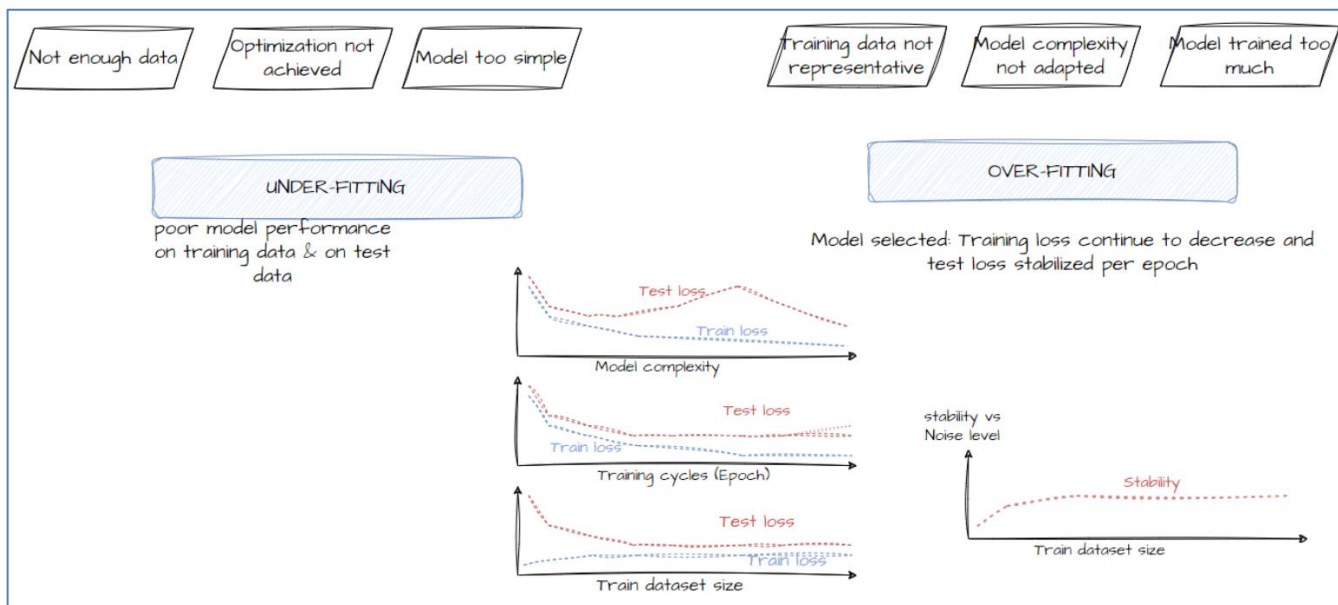 Not enough data
Optimization not
achieved
Model too simple
Training data not
representative
Model complexity
not adapted
Model trained too
much
UNDER-FITTING
OVER-FITTING
poor model performance
on training data & on test
data
Model selected: Training loss continue to decrease and
test loss stabilized per epoch
Test loss
Train loss
Model complexity
Test loss
Train loss
Training cycles (Epoch)
Test loss
Train loss
Train dataset size
stability vs
Noise level
Stability
Train dataset size